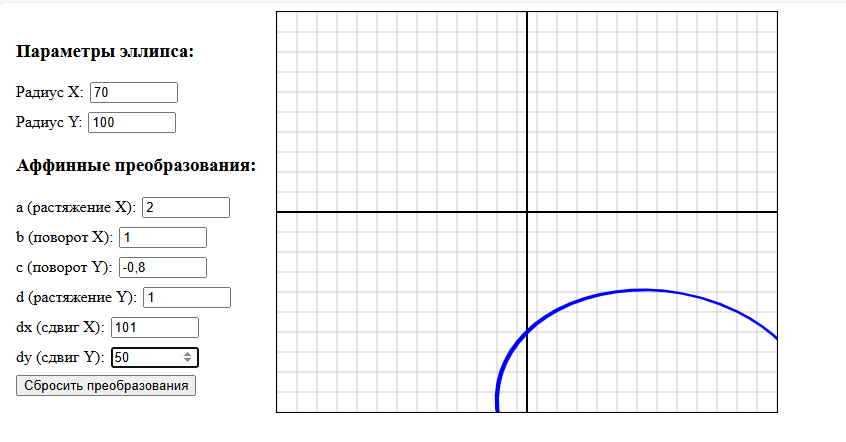 Параметры эллипса:
Радиус X: 70
Радиус Y: 100
Аффинные преобразования:
a (растяжение X): 2
b (поворот X): 1
c (поворот Y): -0,8
d (растяжение Y): 1
dx (сдвиг X): 101
dy (сдвиг Y): 50
Сбросить преобразования